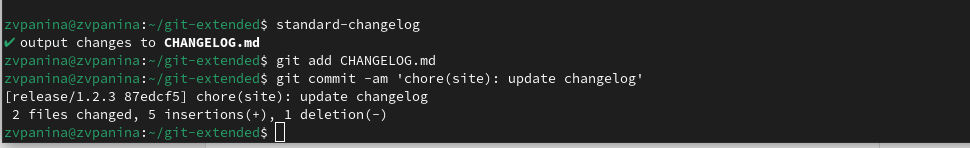 zvpanina@zvpanina:~/git-extended$ standard-changelog
✔ output changes to CHANGELOG.md
zvpanina@zvpanina:~/git-extended$ git add CHANGELOG.md
zvpanina@zvpanina:~/git-extended$ git commit -am 'chore(site): update changelog'
[release/1.2.3 87edcf5] chore(site): update changelog
 2 files changed, 5 insertions(+), 1 deletion(-)
zvpanina@zvpanina:~/git-extended$